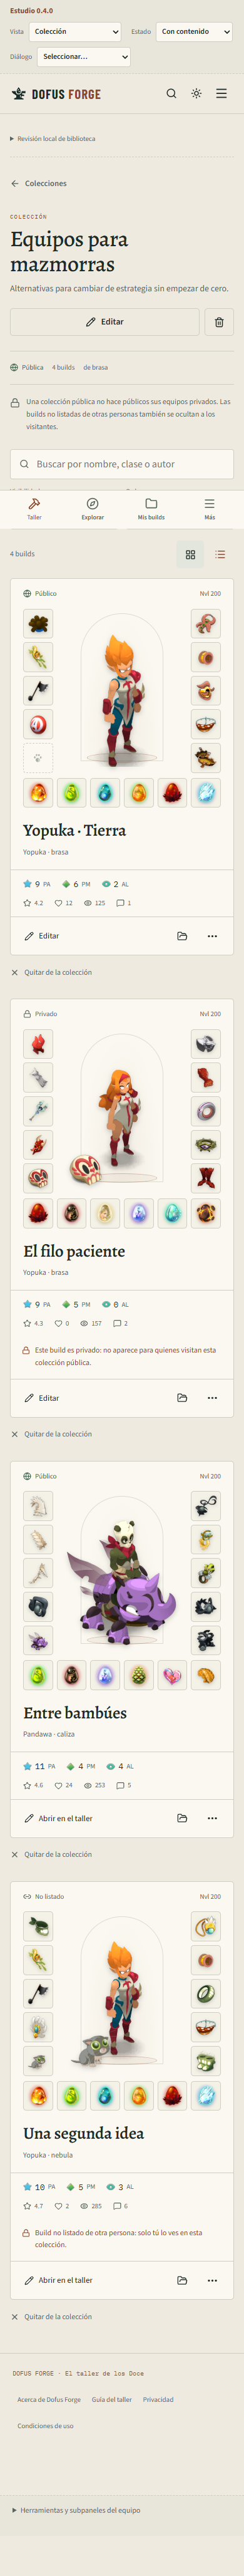 Estudio 0.4.0
Vista Colección Estado Con contenido
Diálogo Seleccionar...
DOFUS FORGE
Revisión local de biblioteca
Colecciones
COLECCIÓN
Equipos para
mazmorras
Alternativas para cambiar de estrategia sin empezar de cero.
Editar
Pública 4 builds de brasa
Una colección pública no hace públicos sus equipos privados. Las
builds no listadas de otras personas también se ocultan a los
visitantes.
Buscar por nombre, clase o autor
Taller Explorar Mis builds Más
4 builds
Público Nvl 200
Yopuka · Tierra
Yopuka · brasa
9 PA 6 PM 2 AL
4.2 12 125 1
Editar
Quitar de la colección
Privado Nvl 200
El filo paciente
Yopuka · brasa
9 PA 5 PM 0 AL
4.3 0 157 2
Este build es privado: no aparece para quienes visitan esta
colección pública.
Editar
Quitar de la colección
Público Nvl 200
Entre bambúes
Pandawa · caliza
11 PA 4 PM 4 AL
4.6 24 253 5
Abrir en el taller
Quitar de la colección
No listado Nvl 200
Una segunda idea
Yopuka · nebula
10 PA 5 PM 3 AL
4.7 2 285 6
Build no listado de otra persona: solo tú lo ves en esta
colección.
Abrir en el taller
Quitar de la colección
DOFUS FORGE · El taller de los Doce
Acerca de Dofus Forge Guía del taller Privacidad
Condiciones de uso
Herramientas y subpaneles del equipo